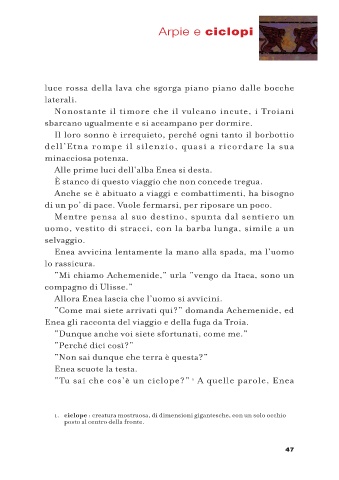 Arpie e ciclopi
luce rossa della lava che sgorga piano piano dalle bocche
laterali.
Nonostante il timore che il vulcano incute, i Troiani
sbarcano ugualmente e si accampano per dormire.
Il loro sonno è irrequieto, perché ogni tanto il borbottio
dell'Etna rompe il silenzio, quasi a ricordare la sua
minacciosa potenza.
Alle prime luci dell'alba Enea si desta.
È stanco di questo viaggio che non concede tregua.
Anche se è abituato a viaggi e combattimenti, ha bisogno
di un po' di pace. Vuole fermarsi, per riposare un poco.
Mentre pensa al suo destino, spunta dal sentiero un
uomo, vestito di stracci, con la barba lunga, simile a un
selvaggio.
Enea avvicina lentamente la mano alla spada, ma l'uomo
lo rassicura.
"Mi chiamo Achemenide," urla "vengo da Itaca, sono un
compagno di Ulisse."
Allora Enea lascia che l'uomo si avvicini.
"Come mai siete arrivati qui?" domanda Achemenide, ed
Enea gli racconta del viaggio e della fuga da Troia.
"Dunque anche voi siete sfortunati, come me."
"Perché dici così?"
"Non sai dunque che terra è questa?"
Enea scuote la testa.
"Tu sai che cos'è un ciclope?" 1 A quelle parole, Enea
1. ciclope : creatura mostruosa, di dimensioni gigantesche, con un solo occhio
posto al centro della fronte.
47